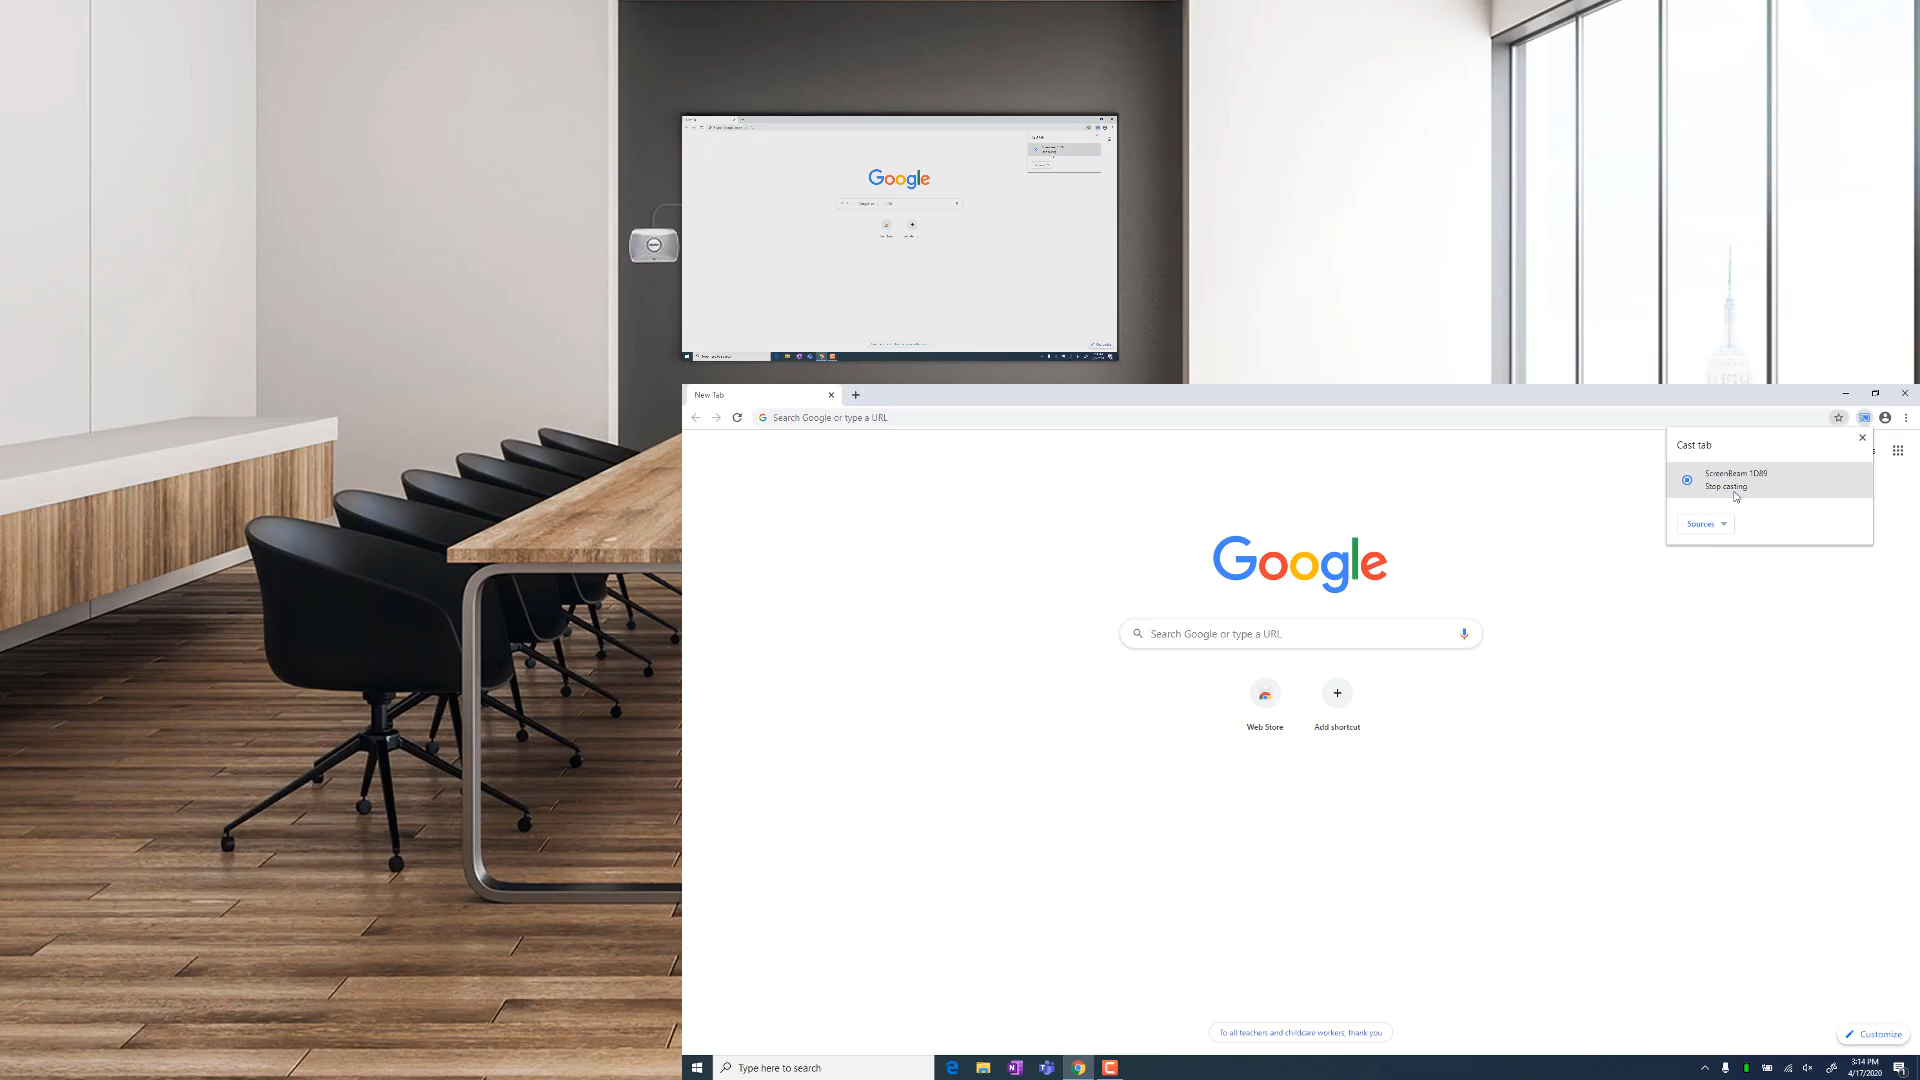 Google
New Tab
Search Google or type a URL
Cast tab
ScreenBeam 1D89
Stop casting
Sources
Google
Search Google or type a URL
Web Store
Add shortcut
To all teachers and childcare workers, thank you
Customize
Type here to search
3:14 PM
4/17/2020